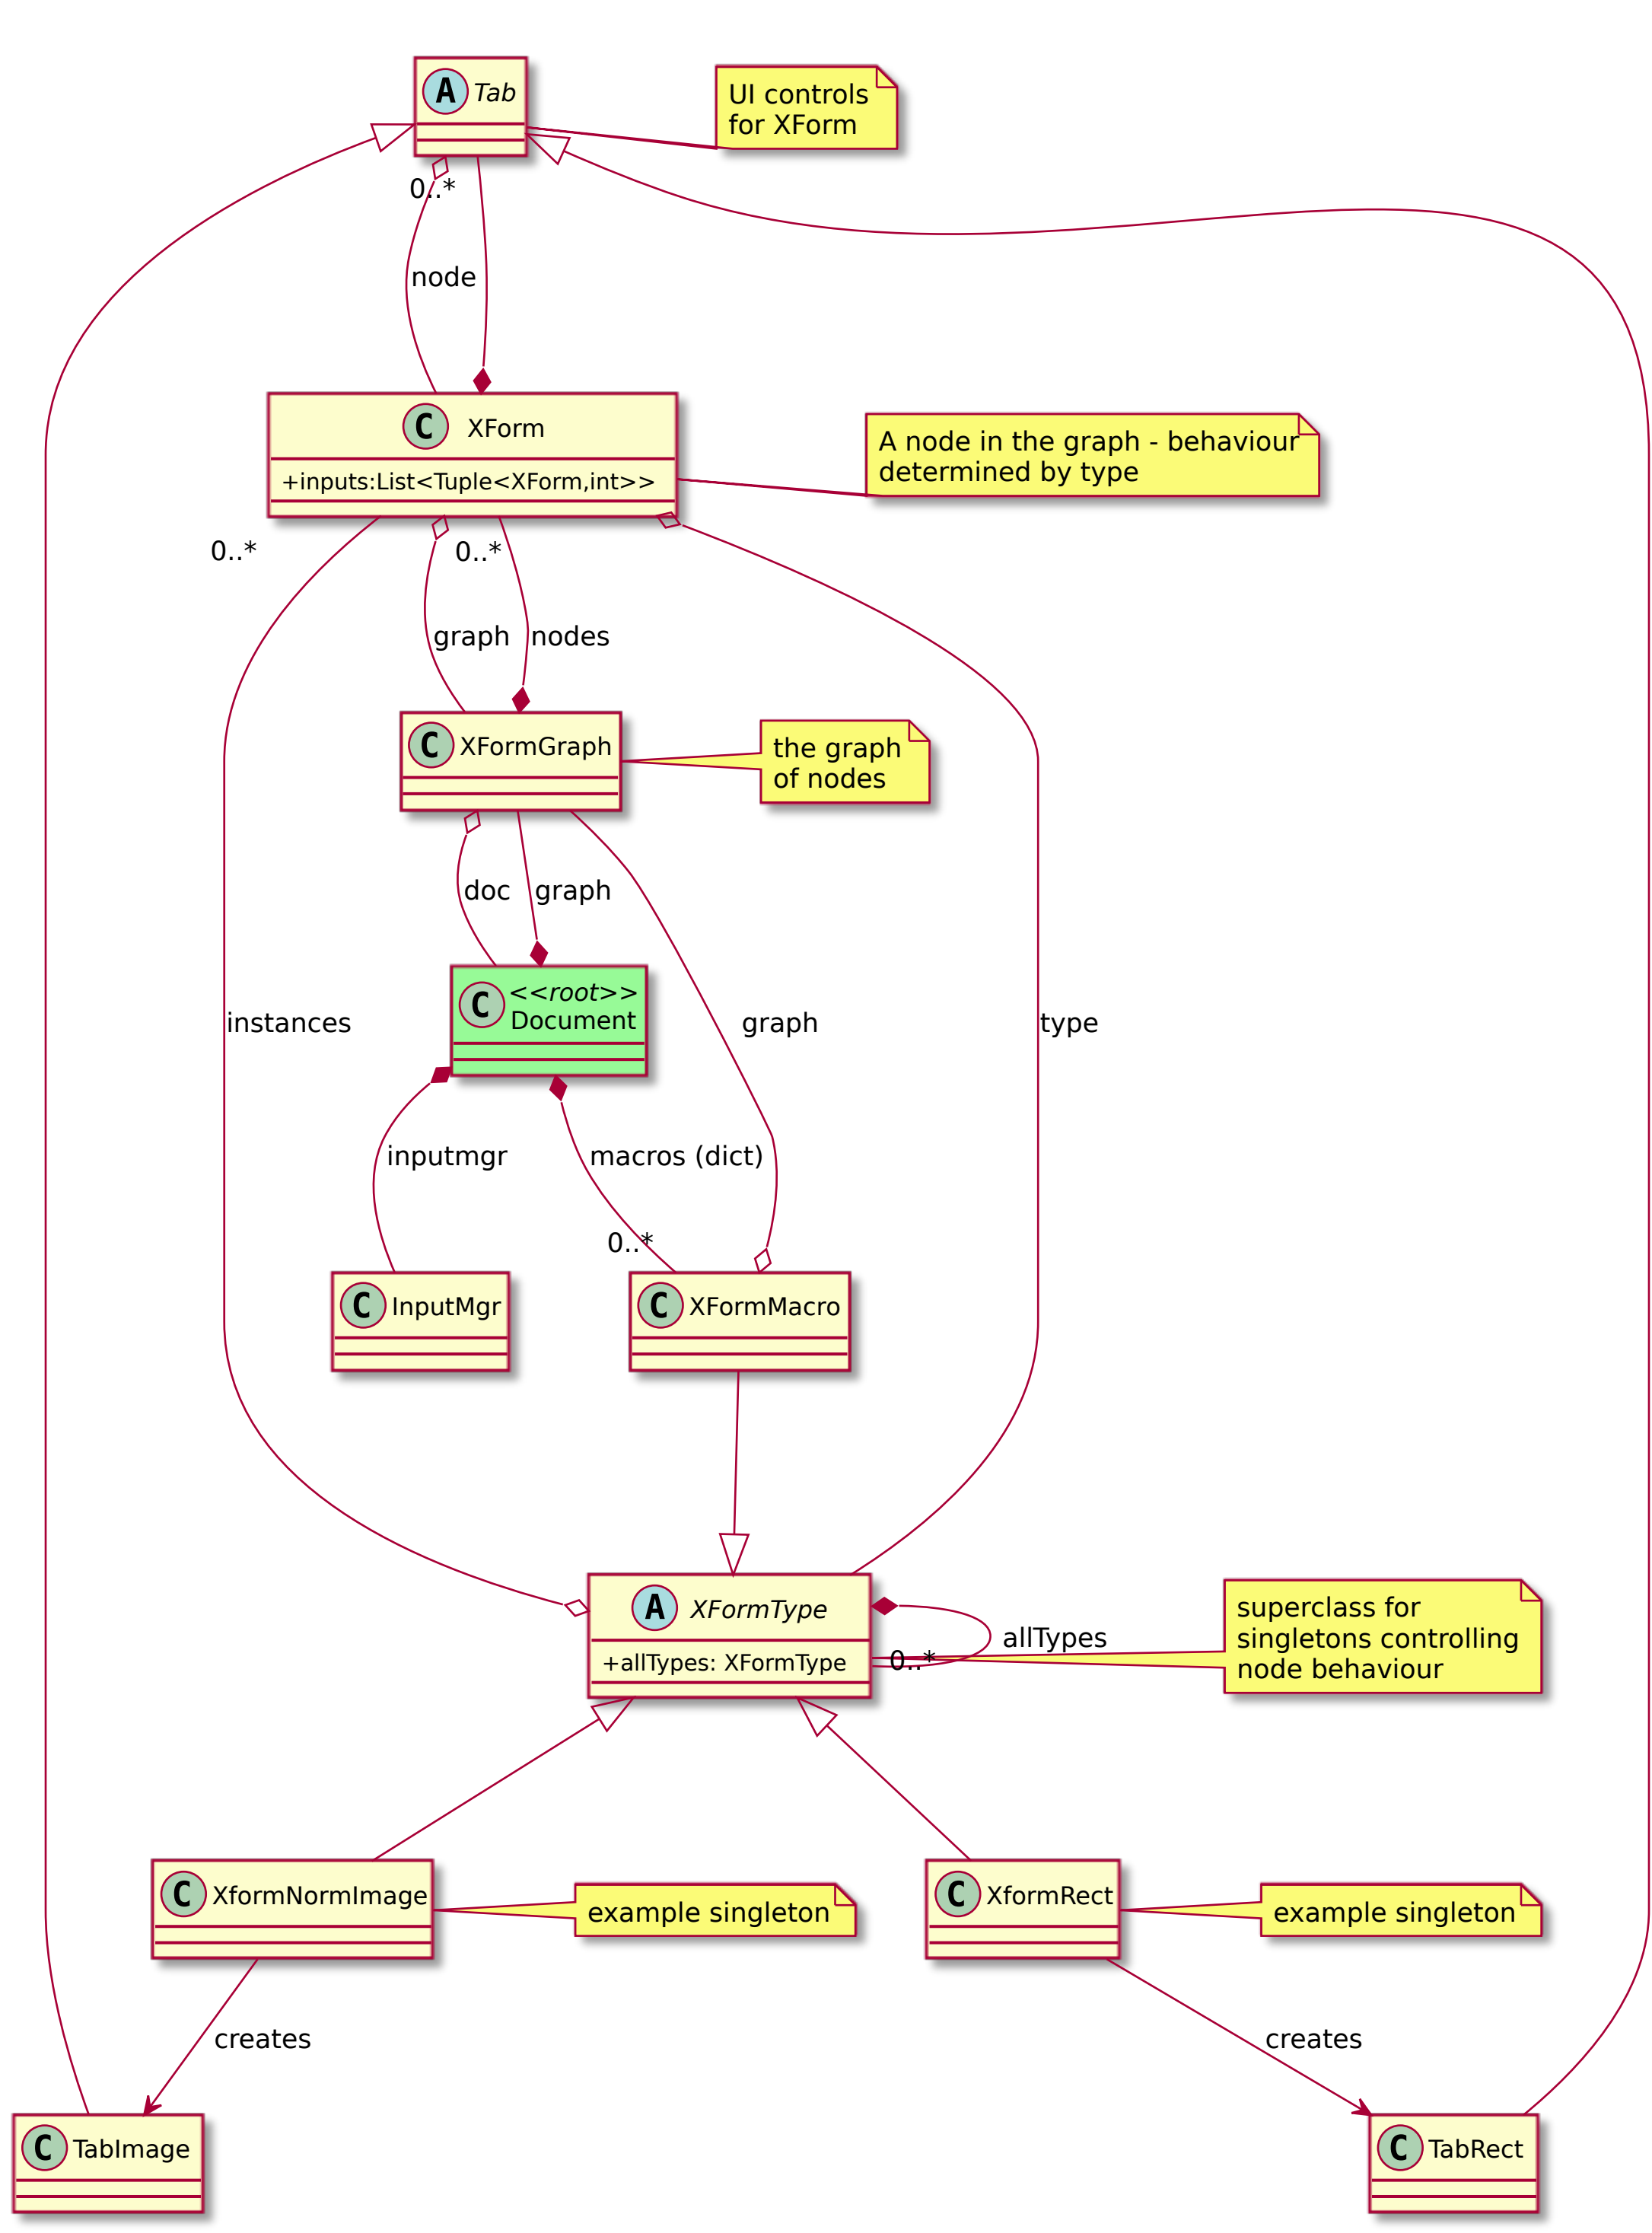 A Tab
UI controls
for XForm
0..*
node
C XForm
+inputs:List<Tuple<XForm,int>>
A node in the graph - behaviour
determined by type
0..*
0..*
graph
nodes
C XFormGraph
the graph
of nodes
doc
graph
C <<root>>
Document
instances
graph
type
inputmgr
macros (dict)
0..*
C InputMgr
C XFormMacro
A XFormType
+allTypes: XFormType
allTypes
0..*
superclass for
singletons controlling
node behaviour
C XformNormImage
example singleton
C XformRect
example singleton
creates
creates
C TabImage
C TabRect